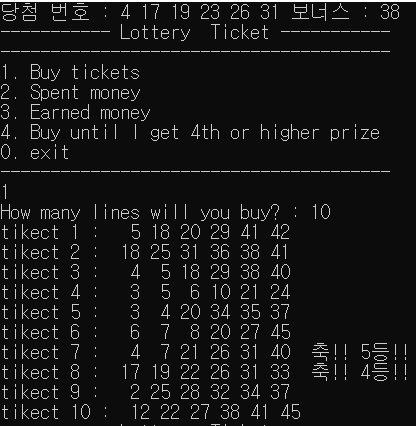 당첨 번호 : 4 17 19 23 26 31 보너스 : 38
----------- Lottery  Ticket -----------
---------------------------------------
1. Buy tickets
2. Spent money
3. Earned money
4. Buy until I get 4th or higher prize
0. exit
---------------------------------------
1
How many lines will you buy? : 10
tikect 1 :   5 18 20 29 41 42
tikect 2 :  18 25 31 36 38 41
tikect 3 :   4  5 18 29 38 40
tikect 4 :   3  5  6 10 21 24
tikect 5 :   3  4 20 34 35 37
tikect 6 :   6  7  8 20 27 45
tikect 7 :   4  7 21 26 31 40   축!! 5등!!
tikect 8 :  17 19 22 26 31 33   축!! 4등!!
tikect 9 :   2 25 28 32 34 37
tikect 10 :  12 22 27 38 41 45
----------- Lottery  Ticket -----------